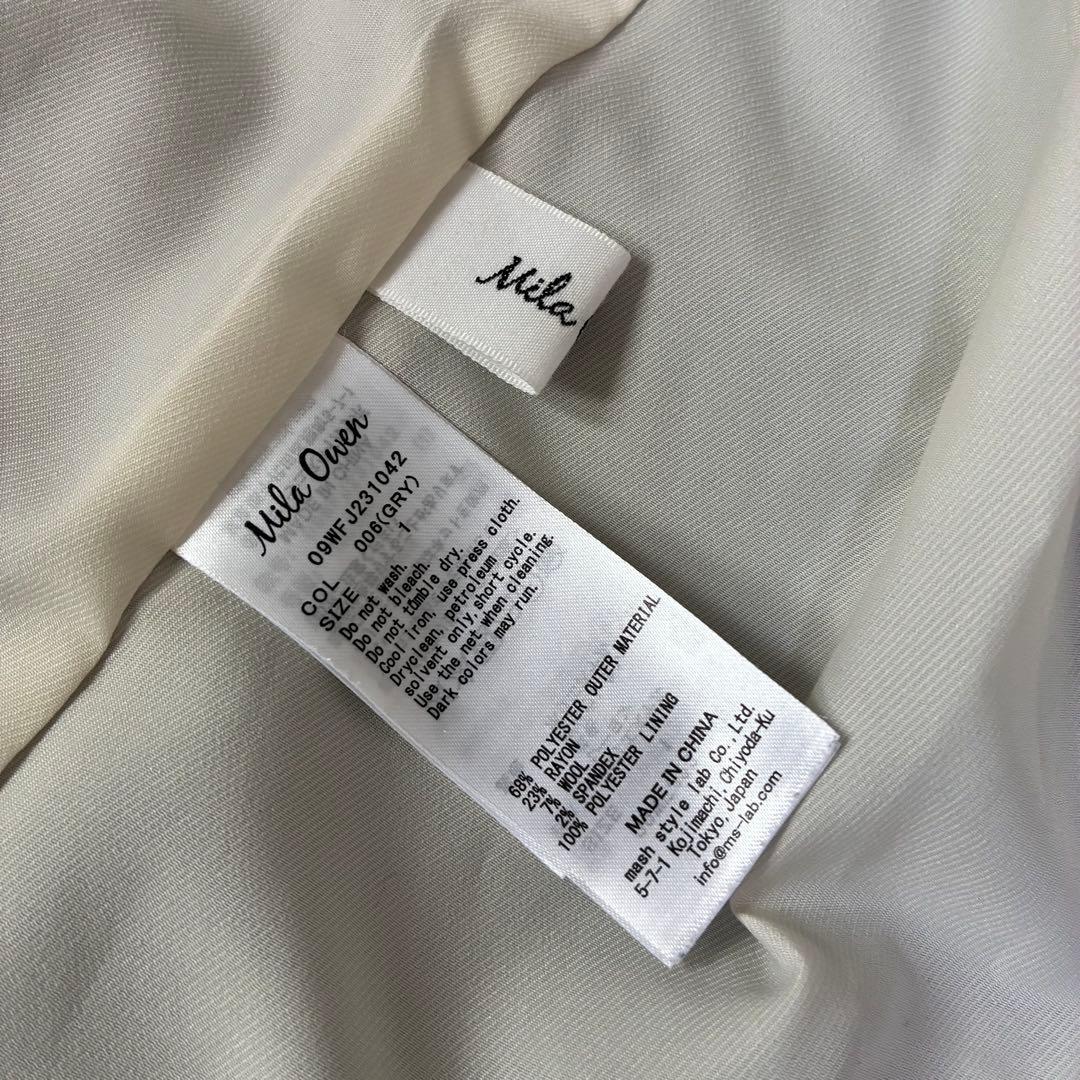 Mila
Mila Owen
09WFJ231042
COL 006(GRY)
SIZE 1
Do not wash.
Do not bleach.
Do not tumble dry.
Cool iron, use press cloth.
Dryclean, petroleum
solvent only, short cycle.
Use the net when cleaning.
Dark colors may run.
68% POLYESTER OUTER MATERIAL
23% RAYON
7% WOOL
2% SPANDEX
100% POLYESTER LINING
MADE IN CHINA
mash style lab Co., Ltd.
5-7-1 Kojimachi, Chiyoda-Ku
Tokyo, Japan
info@ms-lab.com